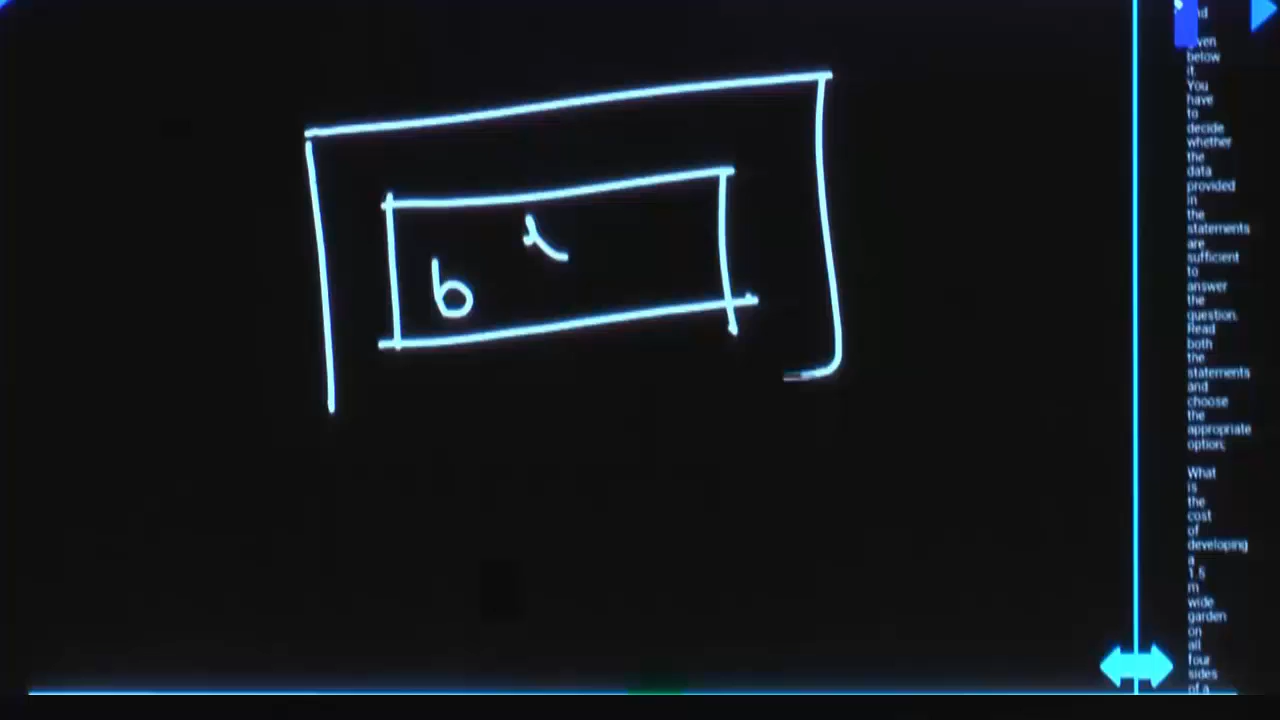 b
below
it.
You
have
to
decide
whether
the
data
provided
in
the
statements
are
sufficient
to
answer
the
question.
Read
both
the
statements
and
choose
the
appropriate
option;
What
is
the
cost
of
developing
a
1.5
m
wide
garden
on
all
four
sides
of a